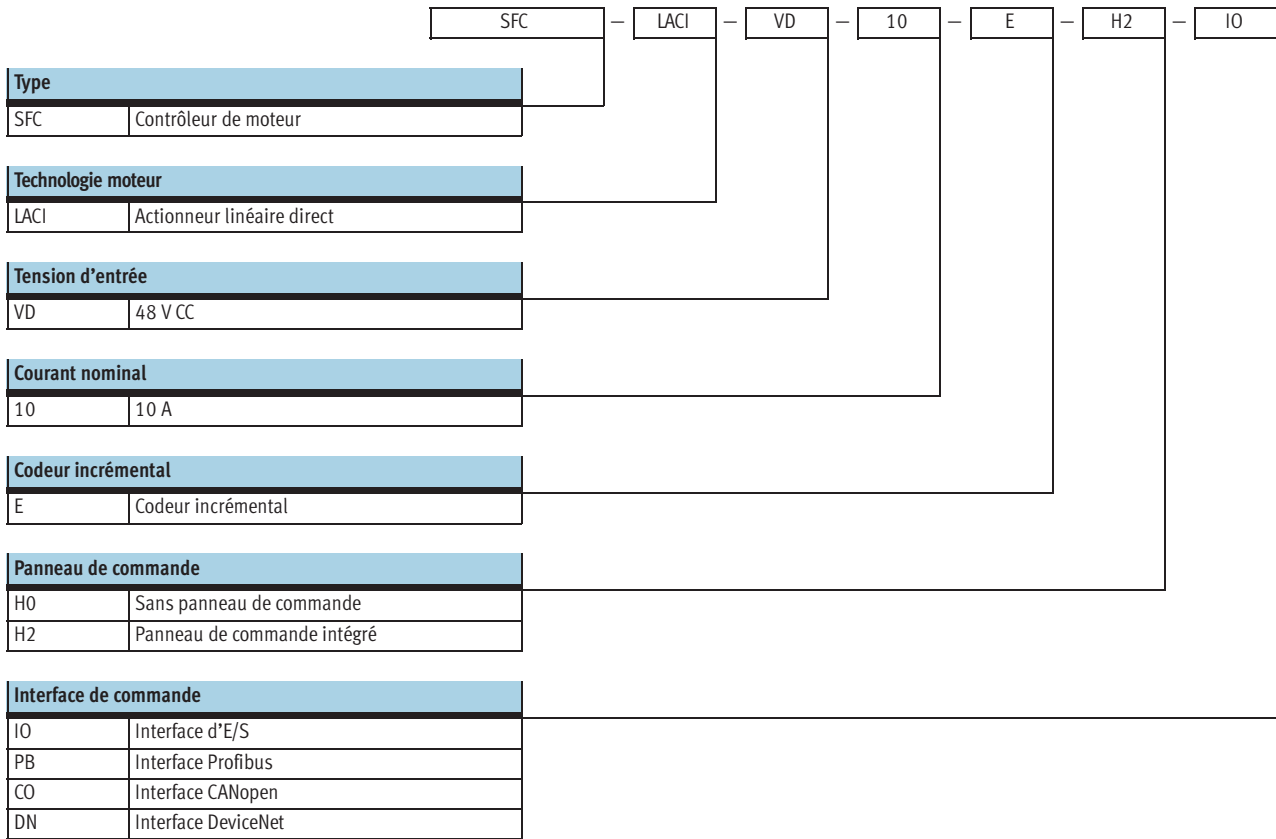 SFC – LACI – VD – 10 – E – H2 – IO
Type
SFC Contrôleur de moteur
Technologie moteur
LACI Actionneur linéaire direct
Tension d'entrée
VD 48 V CC
Courant nominal
10 10 A
Codeur incrémental
E Codeur incrémental
Panneau de commande
H0 Sans panneau de commande
H2 Panneau de commande intégré
Interface de commande
IO Interface d'E/S
PB Interface Profibus
CO Interface CANopen
DN Interface DeviceNet